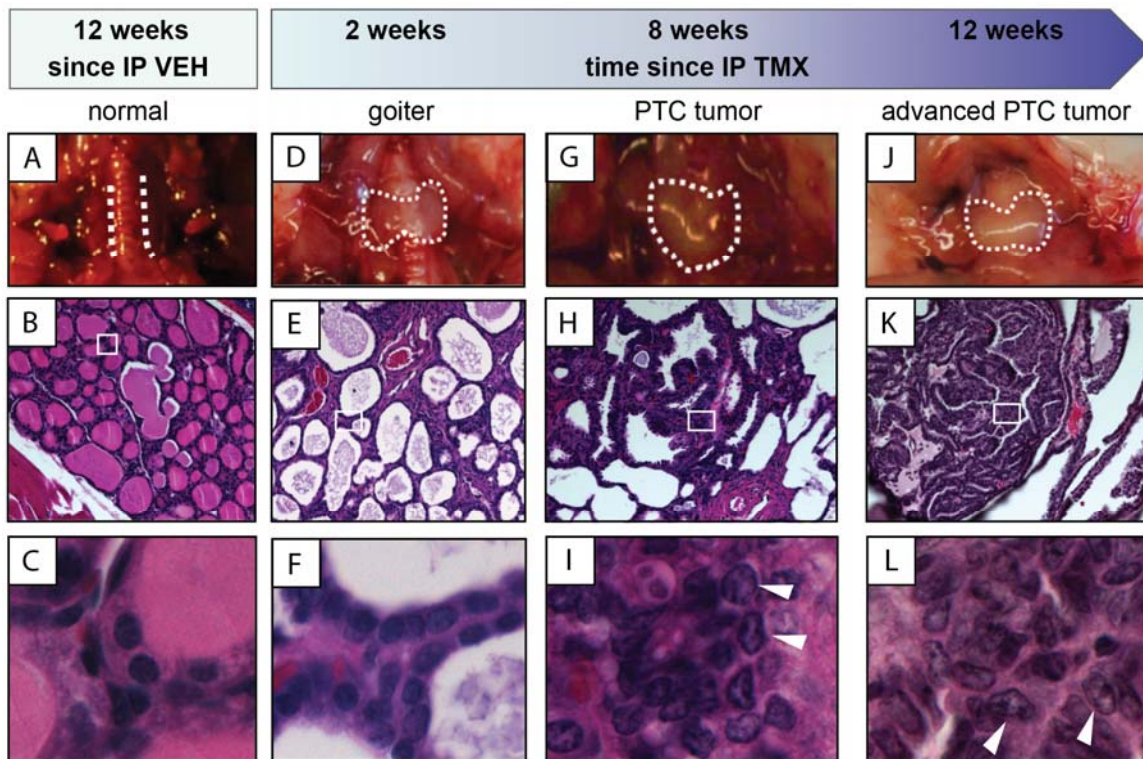 12 weeks
since IP VEH
2 weeks 8 weeks 12 weeks
time since IP TMX
normal goiter PTC tumor advanced PTC tumor
A D G J
B E H K
C F I L